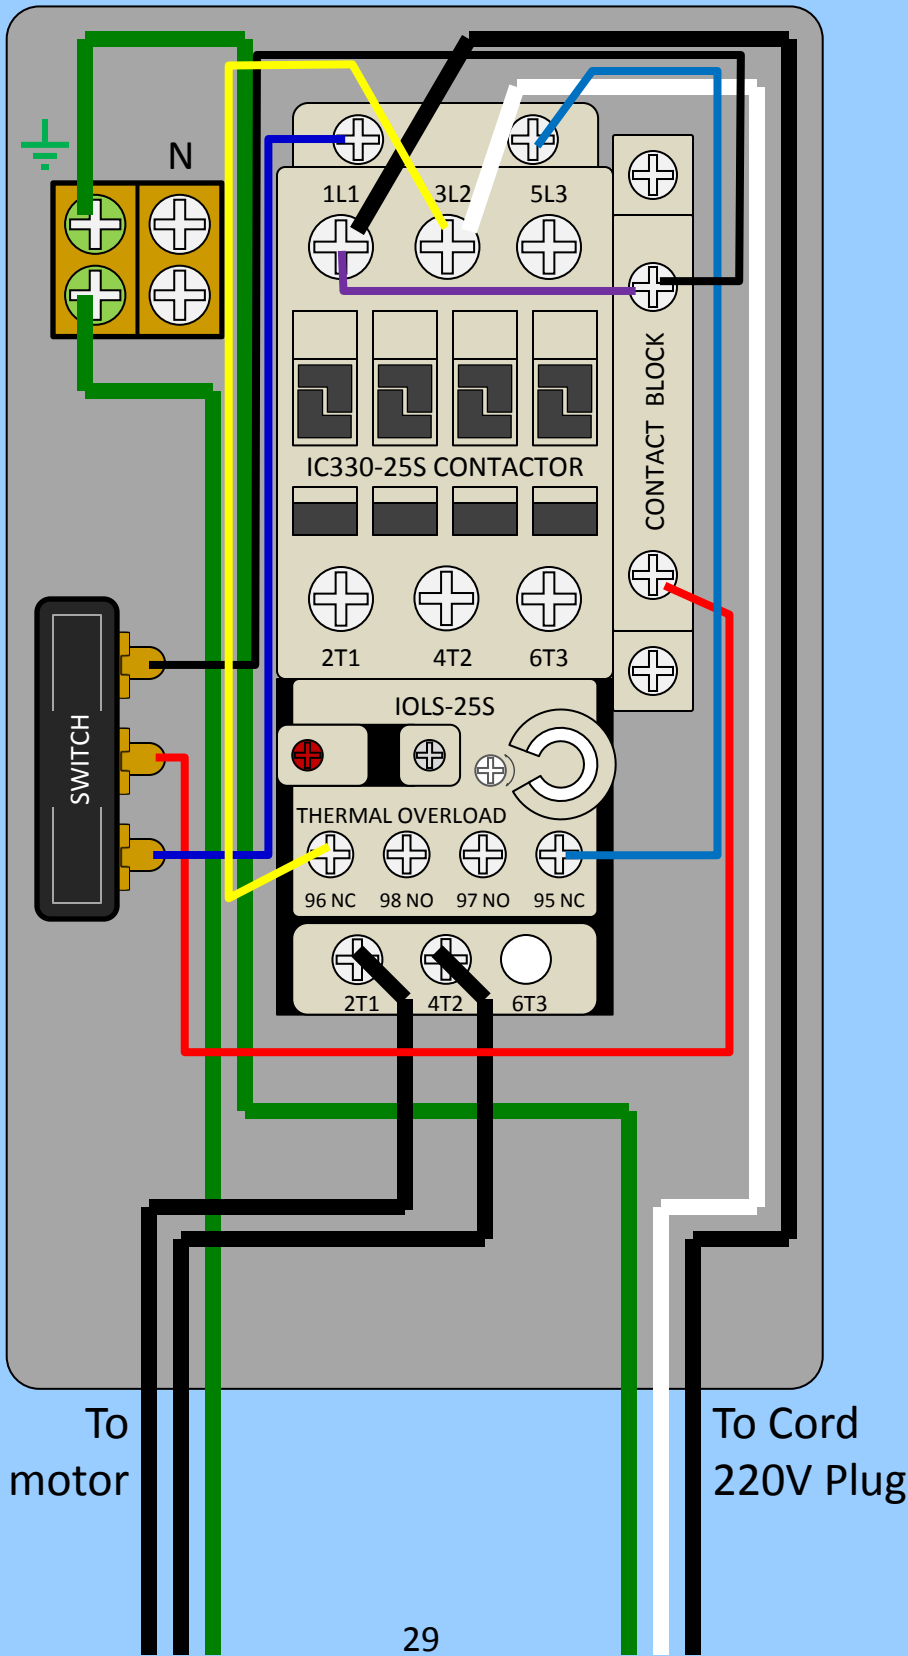 N
1L1 3L2 5L3
CONTACT BLOCK
IC330-25S CONTACTOR
2T1 4T2 6T3
SWITCH
IOLS-25S
THERMAL OVERLOAD
96 NC 98 NO 97 NO 95 NC
2T1 4T2 6T3
To
motor
To Cord
220V Plug
29